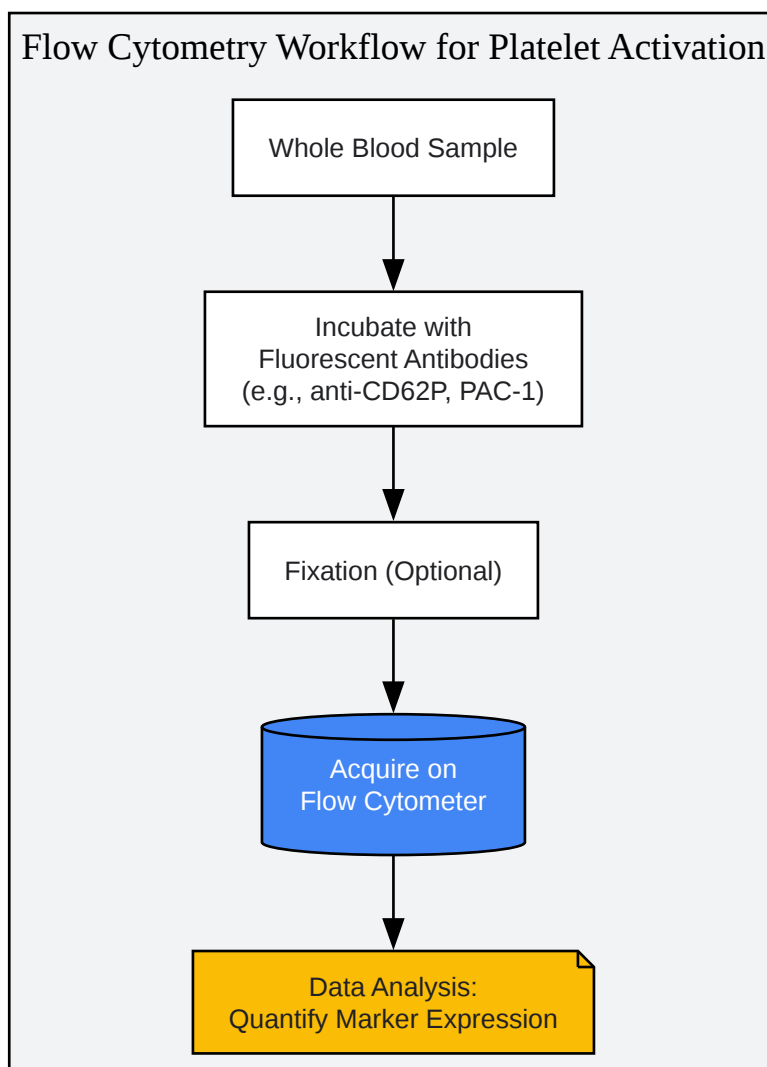 Flow Cytometry Workflow for Platelet Activation
Whole Blood Sample
Incubate with
Fluorescent Antibodies
(e.g., anti-CD62P, PAC-1)
Fixation (Optional)
Acquire on
Flow Cytometer
Data Analysis:
Quantify Marker Expression